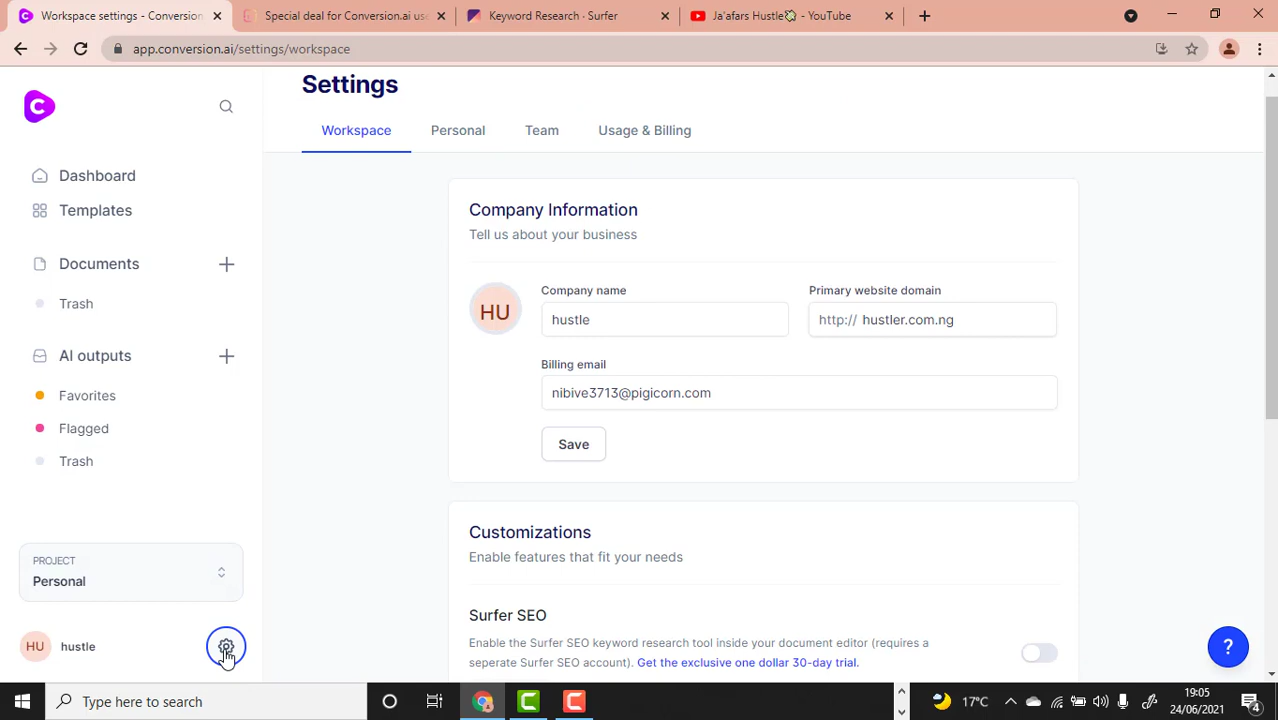 Workspace settings - Conversion
Special deal for Conversion.ai use
Keyword Research · Surfer
Ja'afars Hustle - YouTube
app.conversion.ai/settings/workspace
C
Settings
Workspace
Personal
Team
Usage & Billing
Dashboard
Templates
Documents
Trash
AI outputs
Favorites
Flagged
Trash
PROJECT
Personal
HU
hustle
Company Information
Tell us about your business
HU
Company name
Primary website domain
hustle
http:// hustler.com.ng
Billing email
nibive3713@pigicorn.com
Save
Customizations
Enable features that fit your needs
Surfer SEO
Enable the Surfer SEO keyword research tool inside your document editor (requires
seperate Surfer SEO account). Get the exclusive one dollar 30-day trial.
?
Type here to search
C
C
17°C
19:05
24/06/2021
4